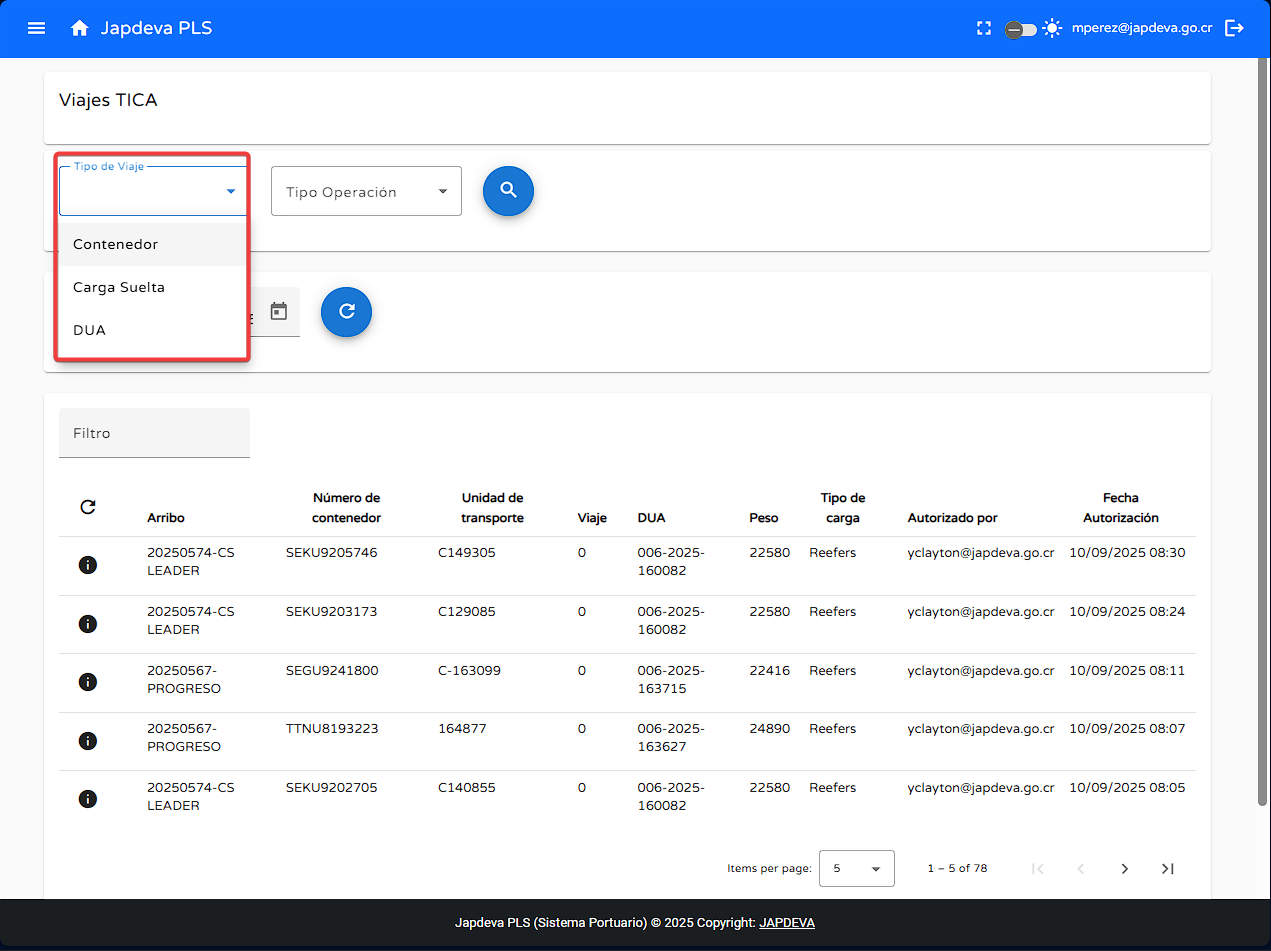 Japdeva PLS
mperez@japdeva.go.cr
Viajes TICA
Tipo de Viaje
Tipo Operación
Contenedor
Carga Suelta
DUA
Filtro
Arribo Número de contenedor Unidad de transporte Viaje DUA Peso Tipo de carga Autorizado por Fecha Autorización
20250574-CS LEADER SEKU9205746 C149305 0 006-2025-160082 22580 Reefers yclayton@japdeva.go.cr 10/09/2025 08:30
20250574-CS LEADER SEKU9203173 C129085 0 006-2025-160082 22580 Reefers yclayton@japdeva.go.cr 10/09/2025 08:24
20250567-PROGRESO SEGU9241800 C-163099 0 006-2025-163715 22416 Reefers yclayton@japdeva.go.cr 10/09/2025 08:11
20250567-PROGRESO TTNU8193223 164877 0 006-2025-163627 24890 Reefers yclayton@japdeva.go.cr 10/09/2025 08:07
20250574-CS LEADER SEKU9202705 C140855 0 006-2025-160082 22580 Reefers yclayton@japdeva.go.cr 10/09/2025 08:05
Items per page: 5 1 – 5 of 78
Japdeva PLS (Sistema Portuario) © 2025 Copyright: JAPDEVA